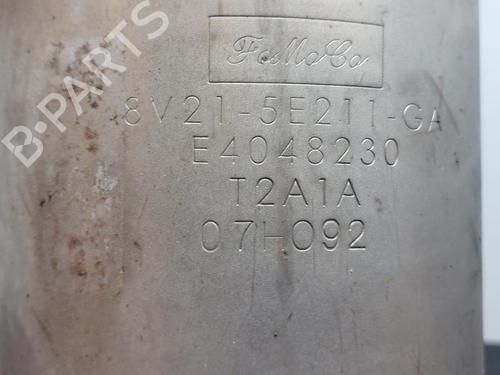 B-PARTS
FoMoCo
8V21-5E211-GA
E4048230
T2A1A
07H092